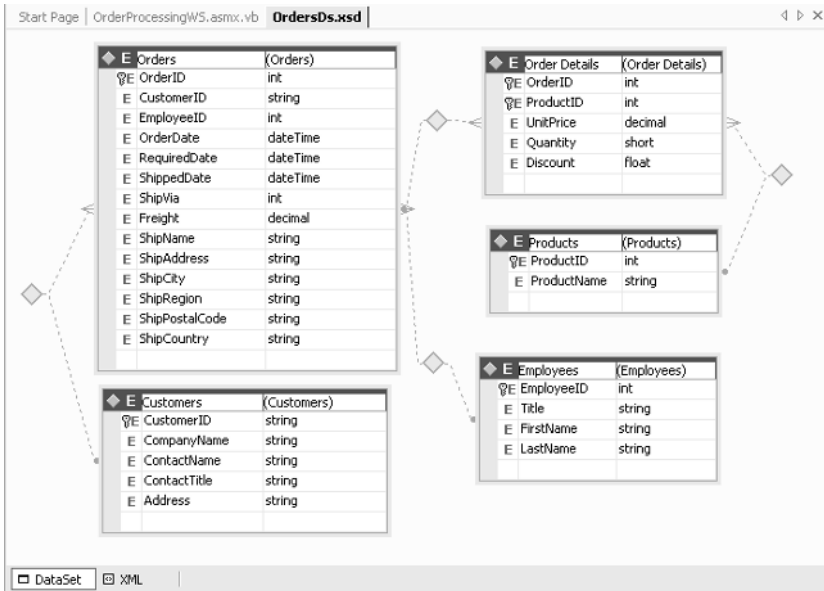 Start Page | OrderProcessingWS.asmx.vb OrdersDs.xsd
E Orders (Orders)
E OrderID int
E CustomerID string
E EmployeeID int
E OrderDate dateTime
E RequiredDate dateTime
E ShippedDate dateTime
E ShipVia int
E Freight decimal
E ShipName string
E ShipAddress string
E ShipCity string
E ShipRegion string
E ShipPostalCode string
E ShipCountry string
E Customers (Customers)
E CustomerID string
E CompanyName string
E ContactName string
E ContactTitle string
E Address string
E Order Details (Order Details)
E OrderID int
E ProductID int
E UnitPrice decimal
E Quantity short
E Discount float
E Products (Products)
E ProductID int
E ProductName string
E Employees (Employees)
E EmployeeID int
E Title string
E FirstName string
E LastName string
DataSet XML